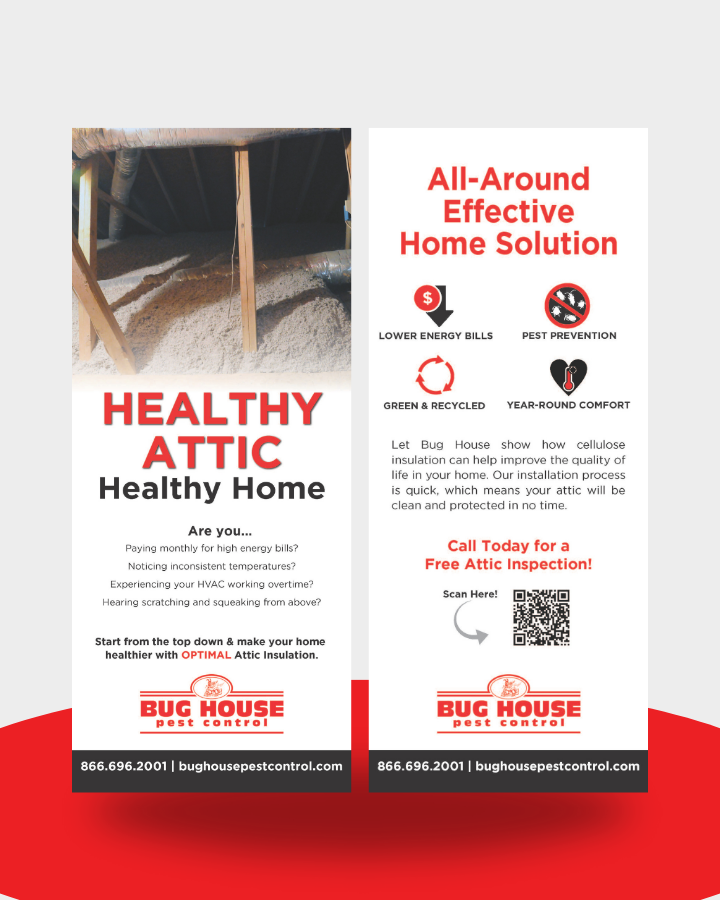 HEALTHY
ATTIC
Healthy Home
Are you...
Paying monthly for high energy bills?
Noticing inconsistent temperatures?
Experiencing your HVAC working overtime?
Hearing scratching and squeaking from above?
Start from the top down & make your home
healthier with OPTIMAL Attic Insulation.
BUG HOUSE
pest control
866.696.2001 | bughousepestcontrol.com
All-Around
Effective
Home Solution
$
LOWER ENERGY BILLS
PEST PREVENTION
GREEN & RECYCLED
YEAR-ROUND COMFORT
Let Bug House show how cellulose
insulation can help improve the quality of
life in your home. Our installation process
is quick, which means your attic will be
clean and protected in no time.
Call Today for a
Free Attic Inspection!
Scan Here!
BUG HOUSE
pest control
866.696.2001 | bughousepestcontrol.com